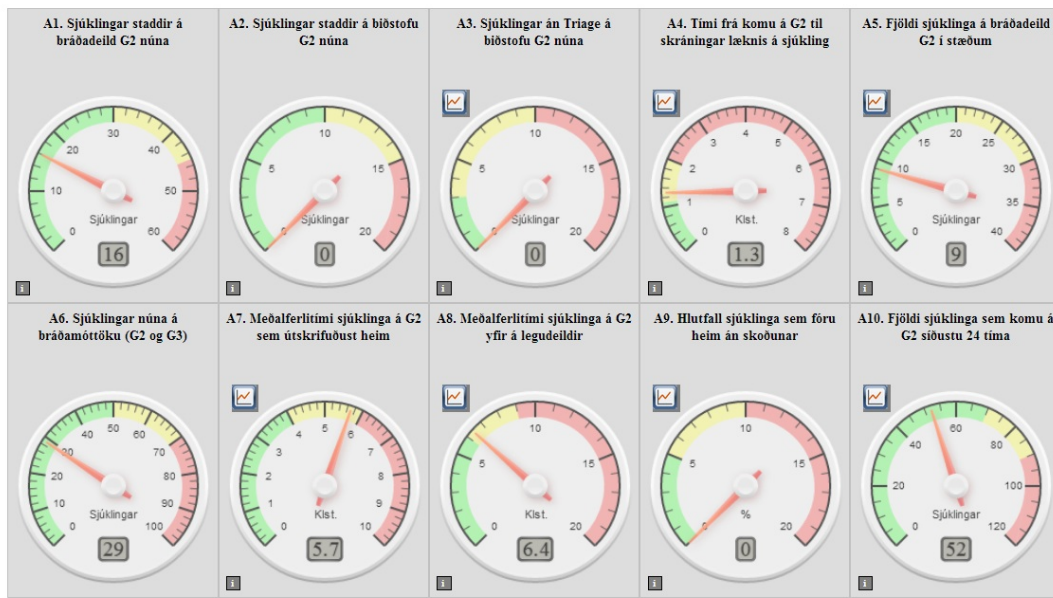 A1. Sjúklingar staddir á
bráðadeild G2 núna
0
10
20
30
40
50
60
Sjúklingar
16
i
A2. Sjúklingar staddir á biðstofu
G2 núna
0
5
10
15
20
Sjúklingar
0
i
A3. Sjúklingar án Triage á
biðstofu G2 núna
0
5
10
15
20
Sjúklingar
0
i
A4. Tími frá komu á G2 til
skráningar læknis á sjúkling
0
1
2
3
4
5
6
7
8
Klst.
1.3
i
A5. Fjöldi sjúklinga á bráðadeild
G2 í stæðum
0
5
10
15
20
25
30
35
40
Sjúklingar
9
i
A6. Sjúklingar núna á
bráðamóttöku (G2 og G3)
0
10
20
30
40
50
60
70
80
90
100
Sjúklingar
29
A7. Meðalferlitími sjúklinga á G2
sem útskrifuðust heim
0
1
2
3
4
5
6
7
8
9
10
Klst.
5.7
i
A8. Meðalferlitími sjúklinga á G2
yfir á legudeildir
0
5
10
15
20
Klst.
6.4
i
A9. Hlutfall sjúklinga sem fóru
heim án skoðunar
0
5
10
15
20
%
0
i
A10. Fjöldi sjúklinga sem komu á
G2 síðustu 24 tíma
0
20
40
60
80
100
120
Sjúklingar
52
i